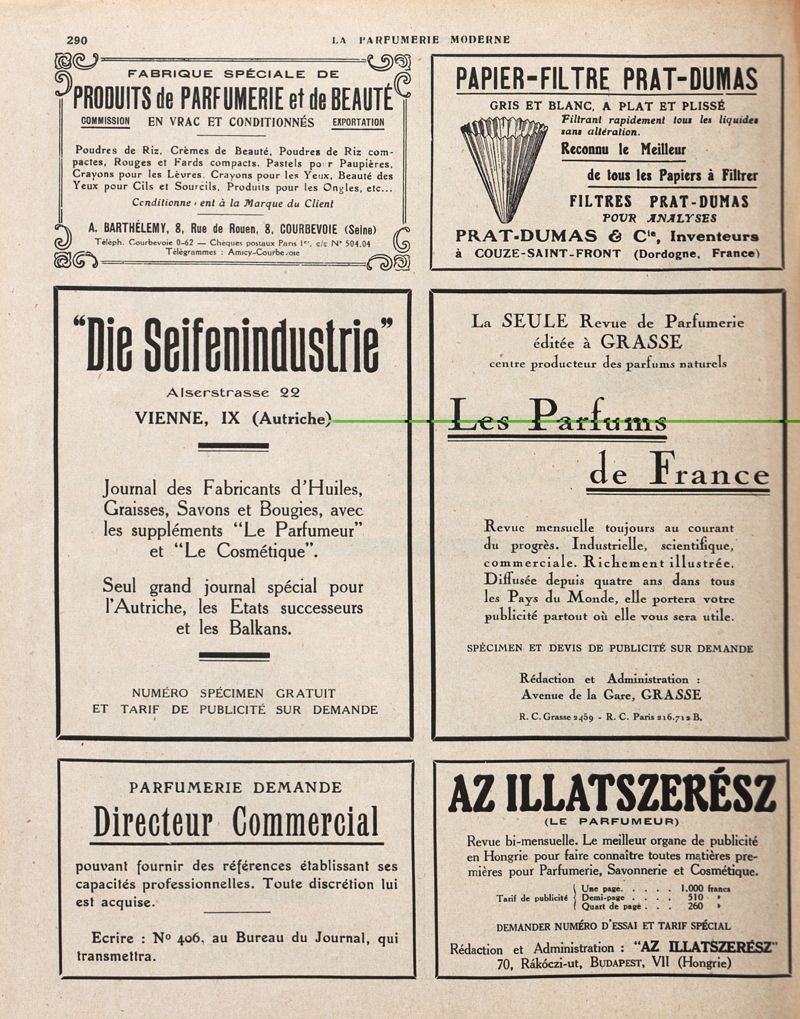 290
LA PARFUMERIE MODERNE
FABRIQUE SPÉCIALE DE
PRODUITS de PARFUMERIE et de BEAUTÉ
COMMISSION EN VRAC ET CONDITIONNÉS EXPORTATION
Poudres de Riz, Crèmes de Beauté, Poudres de Riz com-
pactes, Rouges et Fards compacts, Pastels po r Paupières,
Crayons pour les Lèvres. Crayons pour les Yeux, Beauté des
Yeux pour Cils et Sourcils, Produits pour les Ongles, etc...
Conditionne ent à la Marque du Client
A. BARTHÉLEMY, 8, Rue de Rouen, 8, COURBEVOIE (Seine)
Téléph. Courbevoie 0-62 — Chèques postaux Paris 1er, c/c N° 504.04
Télégrammes : Amicy-Courbevoie
PAPIER-FILTRE PRAT-DUMAS
GRIS ET BLANC, A PLAT ET PLISSÉ
Filtrant rapidement tous les liquides
sans altération.
Reconnu le Meilleur
de tous les Papiers à Filtrer
FILTRES PRAT-DUMAS
POUR ANALYSES
PRAT-DUMAS & Cie, Inventeurs
à COUZE-SAINT-FRONT (Dordogne, France)
"Die Seifenindustrie"
Alserstrasse 22
VIENNE, IX (Autriche)
Journal des Fabricants d'Huiles,
Graisses, Savons et Bougies, avec
les suppléments "Le Parfumeur"
et "Le Cosmétique".
Seul grand journal spécial pour
l'Autriche, les Etats successeurs
et les Balkans.
NUMÉRO SPÉCIMEN GRATUIT
ET TARIF DE PUBLICITÉ SUR DEMANDE
La SEULE Revue de Parfumerie
éditée à GRASSE
centre producteur des parfums naturels
Les Parfums
de France
Revue mensuelle toujours au courant
du progrès. Industrielle, scientifique,
commerciale. Richement illustrée.
Diffusée depuis quatre ans dans tous
les Pays du Monde, elle portera votre
publicité partout où elle vous sera utile.
SPÉCIMEN ET DEVIS DE PUBLICITÉ SUR DEMANDE
Rédaction et Administration :
Avenue de la Gare, GRASSE
R. C. Grasse 2469 - R. C. Paris 216.712 B.
PARFUMERIE DEMANDE
Directeur Commercial
pouvant fournir des références établissant ses
capacités professionnelles. Toute discrétion lui
est acquise.
Ecrire : No 406, au Bureau du Journal, qui
transmettra.
AZ ILLATSZERÉSZ
(LE PARFUMEUR)
Revue bi-mensuelle. Le meilleur organe de publicité
en Hongrie pour faire connaître toutes matières pre-
mières pour Parfumerie, Savonnerie et Cosmétique.
Une page. . . . . 1.000 francs
Tarif de publicité Demi-page . . . . 510 »
Quart de page . . . 260 »
DEMANDER NUMÉRO D'ESSAI ET TARIF SPÉCIAL
Rédaction et Administration : "AZ ILLATSZERÉSZ"
70, Rákóczi-ut, BUDAPEST, VII (Hongrie)